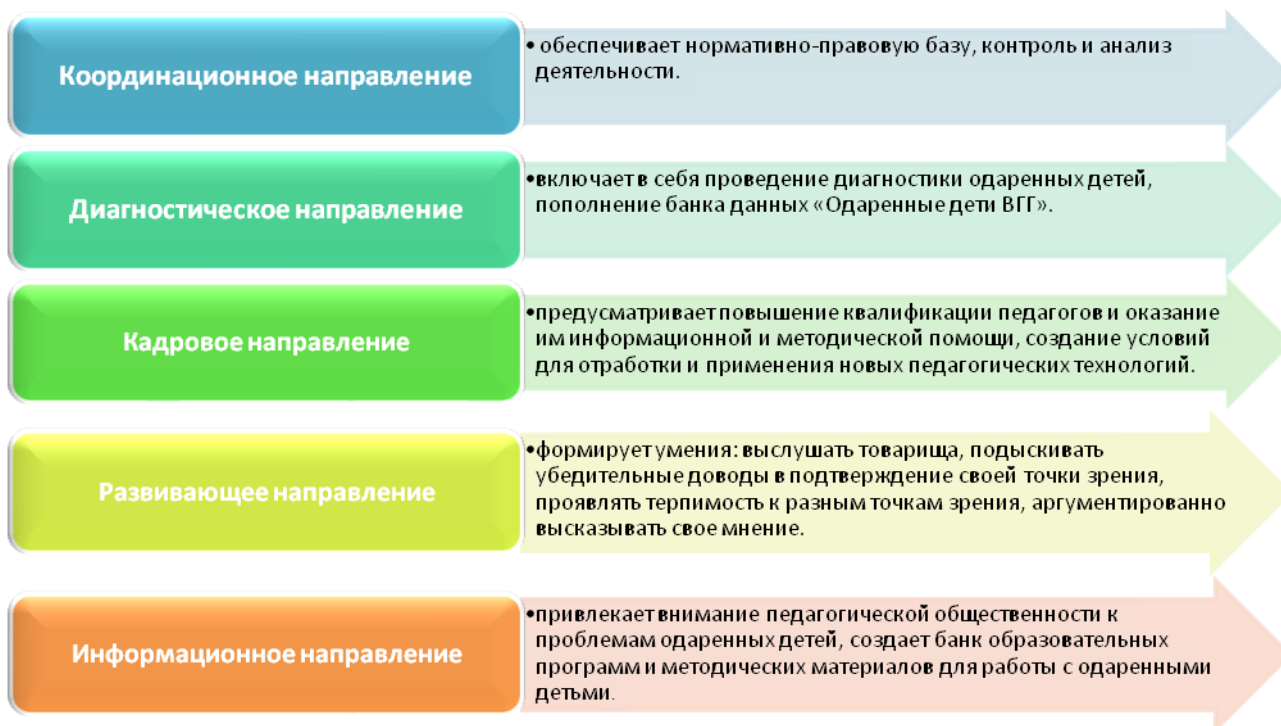 Координационное направление
• обеспечивает нормативно-правовую базу, контроль и анализ
деятельности.
Диагностическое направление
•включает в себя проведение диагностики одаренных детей,
пополнение банка данных «Одаренные дети ВГГ».
Кадровое направление
•предусматривает повышение квалификации педагогов и оказание
им информационной и методической помощи, создание условий
для отработки и применения новых педагогических технологий.
Развивающее направление
•формирует умения: выслушать товарища, подыскивать
убедительные доводы в подтверждение своей точки зрения,
проявлять терпимость к разным точкам зрения, аргументированно
высказывать свое мнение.
Информационное направление
•привлекает внимание педагогической общественности к
проблемам одаренных детей, создает банк образовательных
программ и методических материалов для работы с одаренными
детьми.